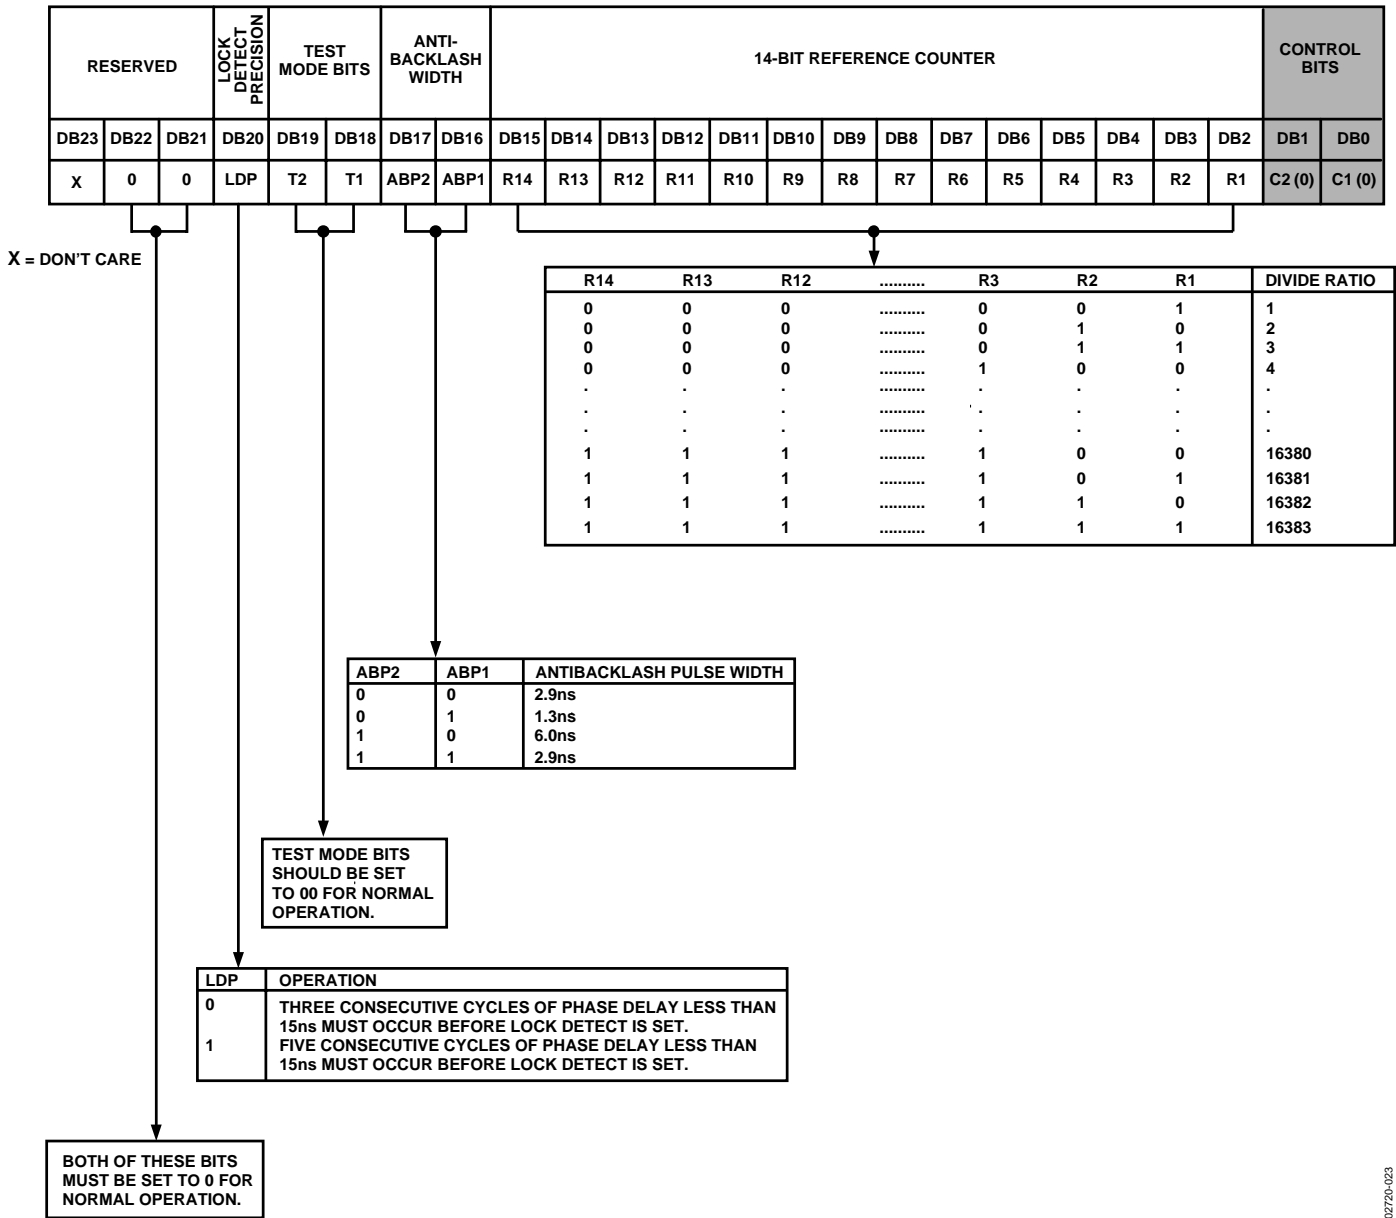 RESERVED
LOCK
DETECT
PRECISION
TEST
MODE BITS
ANTI-
BACKLASH
WIDTH
14-BIT REFERENCE COUNTER
CONTROL
BITS
DB23 DB22 DB21 DB20 DB19 DB18 DB17 DB16 DB15 DB14 DB13 DB12 DB11 DB10 DB9 DB8 DB7 DB6 DB5 DB4 DB3 DB2 DB1 DB0
X 0 0 LDP T2 T1 ABP2 ABP1 R14 R13 R12 R11 R10 R9 R8 R7 R6 R5 R4 R3 R2 R1 C2 (0) C1 (0)
X = DON'T CARE
R14 R13 R12 .......... R3 R2 R1 DIVIDE RATIO
0 0 0 .......... 0 0 1 1
0 0 0 .......... 0 1 0 2
0 0 0 .......... 0 1 1 3
0 0 0 .......... 1 0 0 4
. . . .......... . . . .
. . . .......... . . . .
. . . .......... . . . .
1 1 1 .......... 1 0 0 16380
1 1 1 .......... 1 0 1 16381
1 1 1 .......... 1 1 0 16382
1 1 1 .......... 1 1 1 16383
ABP2 ABP1 ANTIBACKLASH PULSE WIDTH
0 0 2.9ns
0 1 1.3ns
1 0 6.0ns
1 1 2.9ns
TEST MODE BITS
SHOULD BE SET
TO 00 FOR NORMAL
OPERATION.
LDP OPERATION
0 THREE CONSECUTIVE CYCLES OF PHASE DELAY LESS THAN
15ns MUST OCCUR BEFORE LOCK DETECT IS SET.
1 FIVE CONSECUTIVE CYCLES OF PHASE DELAY LESS THAN
15ns MUST OCCUR BEFORE LOCK DETECT IS SET.
BOTH OF THESE BITS
MUST BE SET TO 0 FOR
NORMAL OPERATION.
02720-023